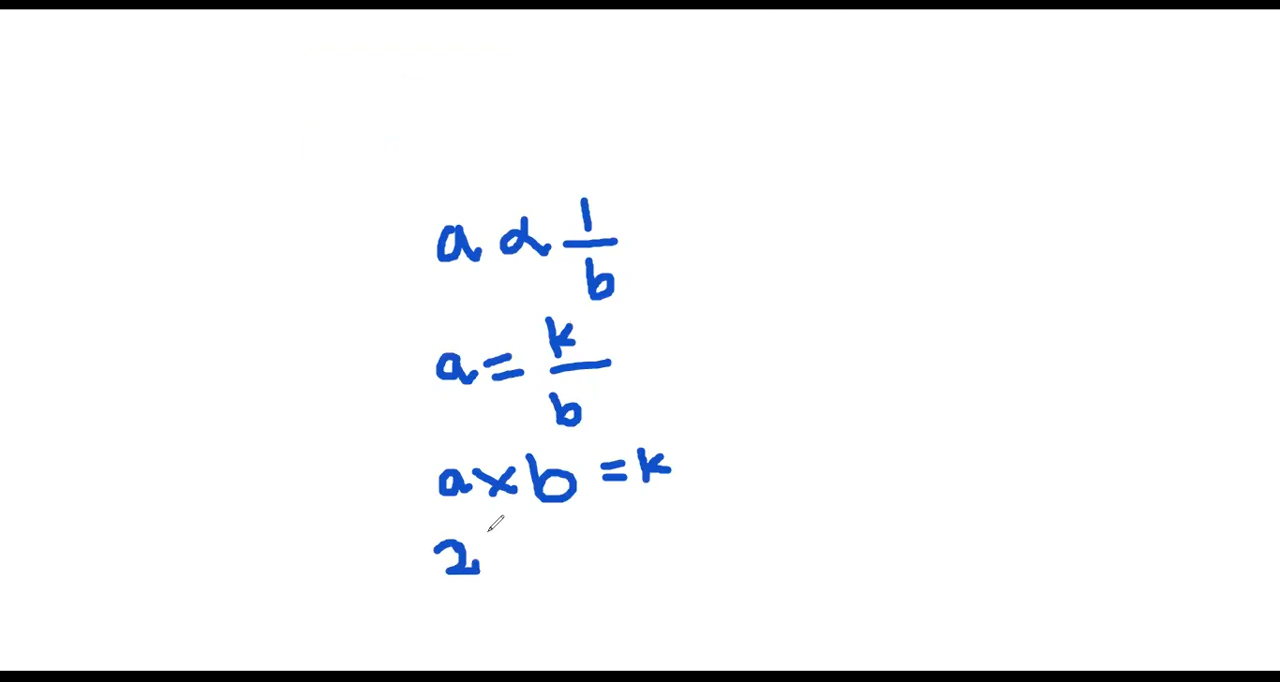 a ∝ 1/b
a = k/b
a × b = k
2